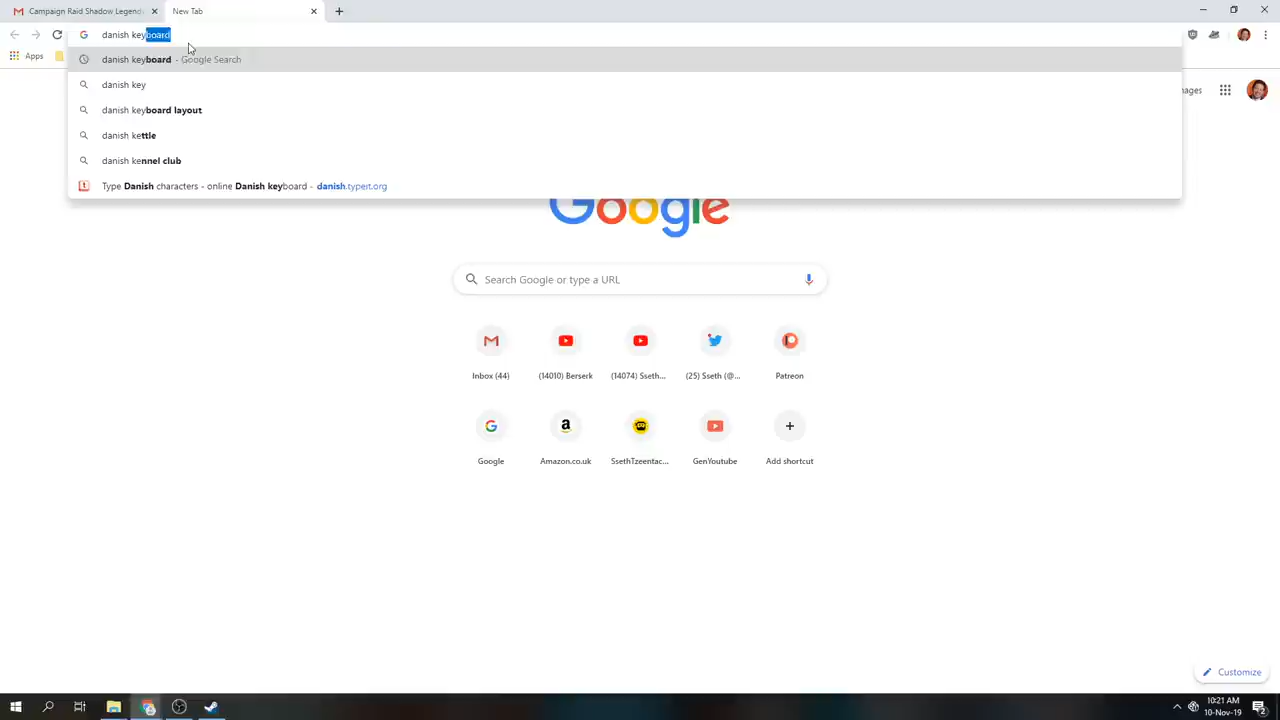 Campaign Raid Shadow Legend
New Tab
danish keyboard
Apps
danish keyboard - Google Search
danish key
danish keyboard layout
danish kettle
danish kennel club
Type Danish characters - online Danish keyboard - danish.typeit.org
ages
Google
Search Google or type a URL
Inbox (44)
(14010) Berserk
(14074) Sseth...
(25) Sseth (@...
Patreon
Google
Amazon.co.uk
SsethTzeentac...
GenYoutube
Add shortcut
Customize
10:21 AM
10-Nov-19
2